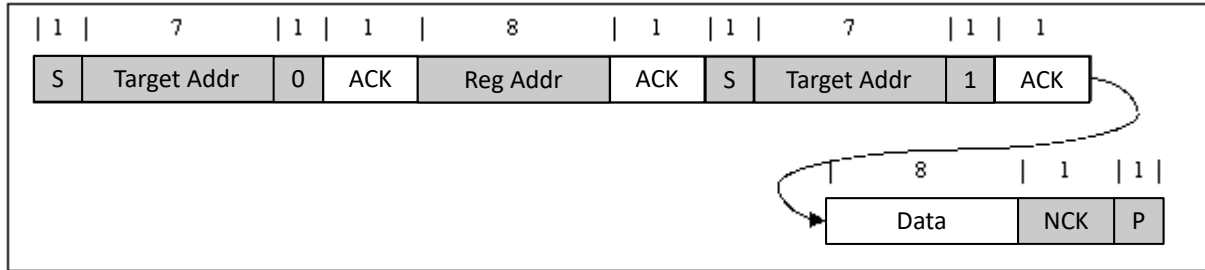 | 1 | 7 | 1 | 1 | 8 | 1 | 1 | 7 | 1 | 1
S Target Addr 0 ACK Reg Addr ACK S Target Addr 1 ACK
| 8 | 1 | 1 |
Data NCK P